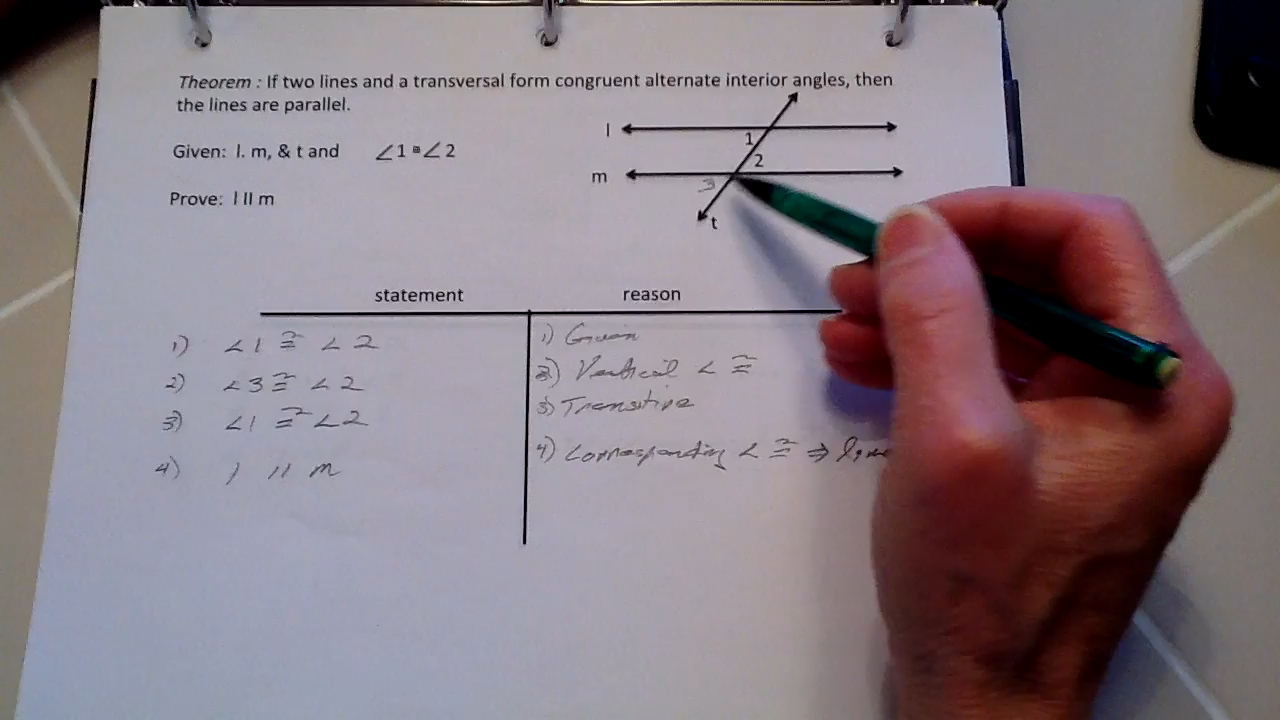 Theorem : If two lines and a transversal form congruent alternate interior angles, then
the lines are parallel.
l
1
Given: l. m, & t and ∠1 ≅ ∠2
2
m
3
Prove: l II m
t
statement reason
1) ∠1 ≅ ∠2 1) Given
2) ∠3 ≅ ∠2 2) Vertical ∠ ≅
3) ∠1 ≅ ∠2 3) Transitive
4) l || m 4) Corresponding ∠ ≅ ⇒